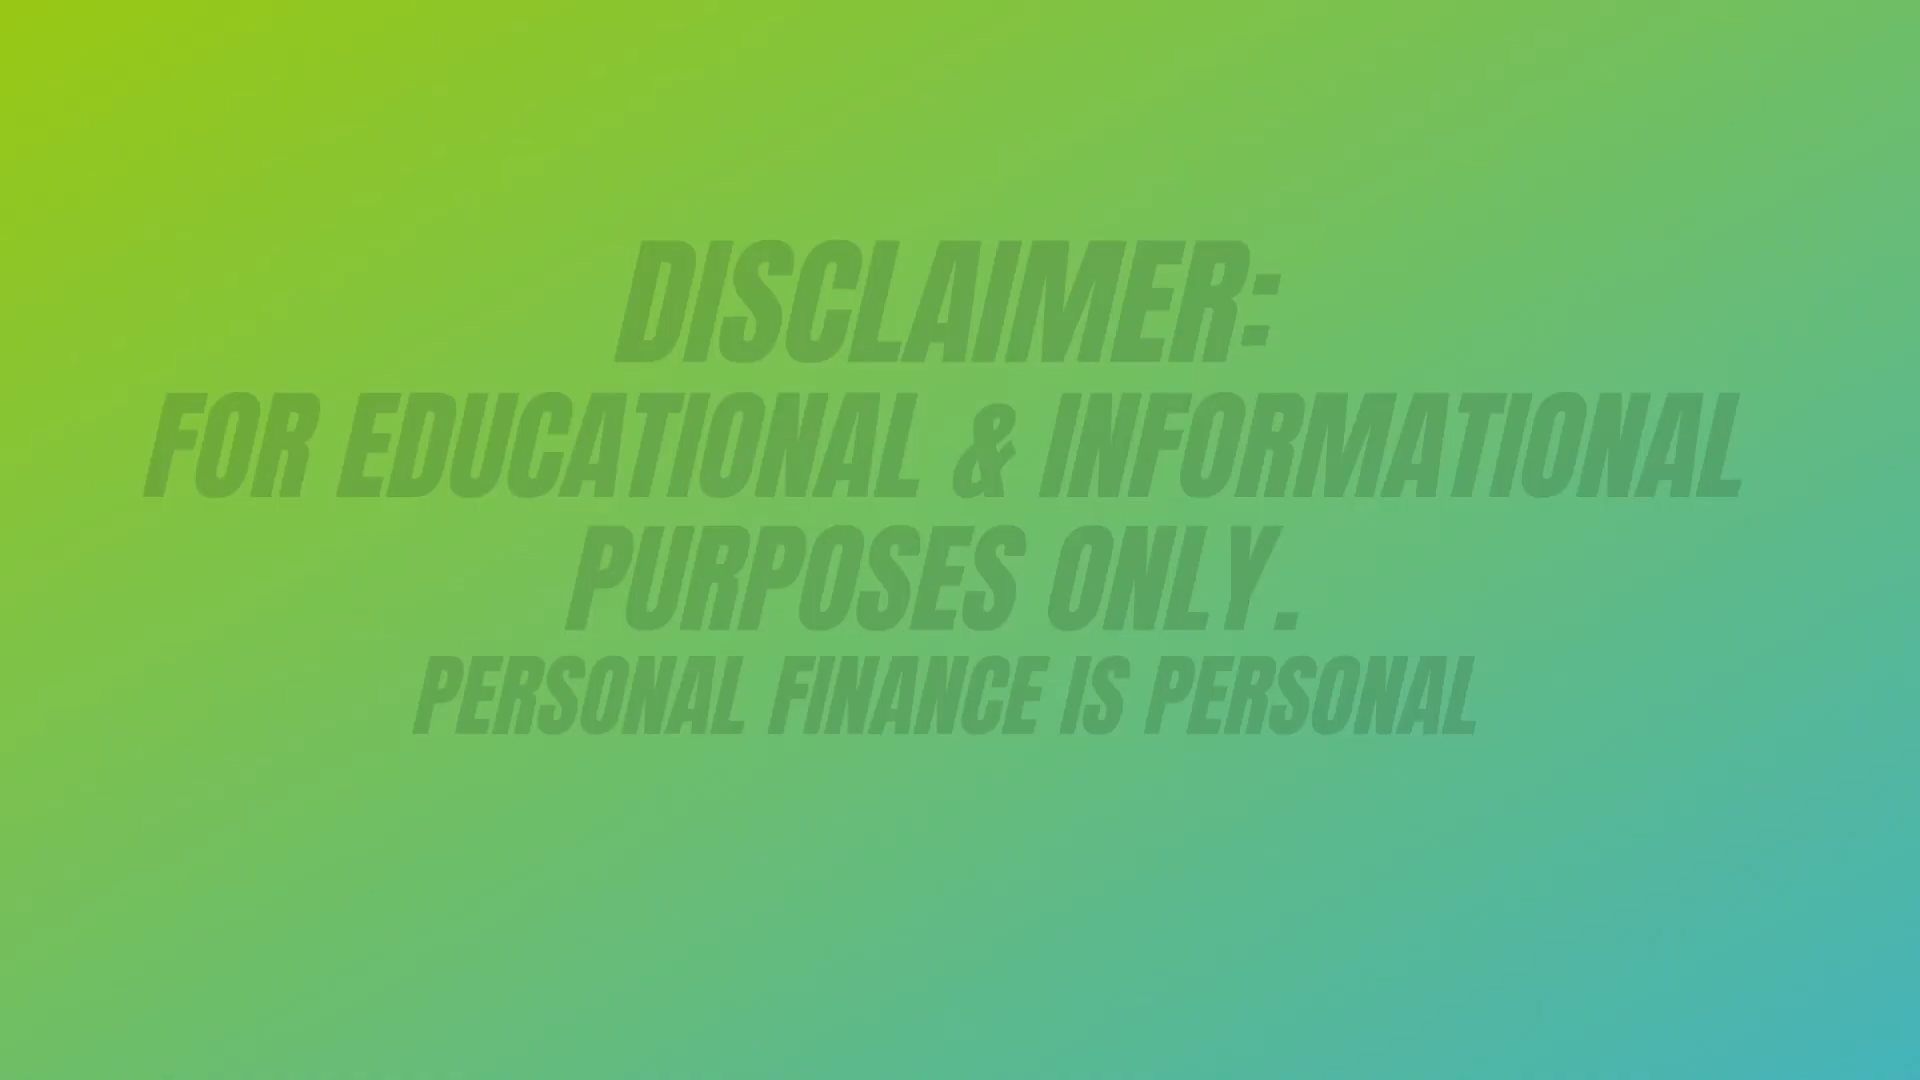 DISCLAIMER:
FOR EDUCATIONAL & INFORMATIONAL
PURPOSES ONLY.
PERSONAL FINANCE IS PERSONAL